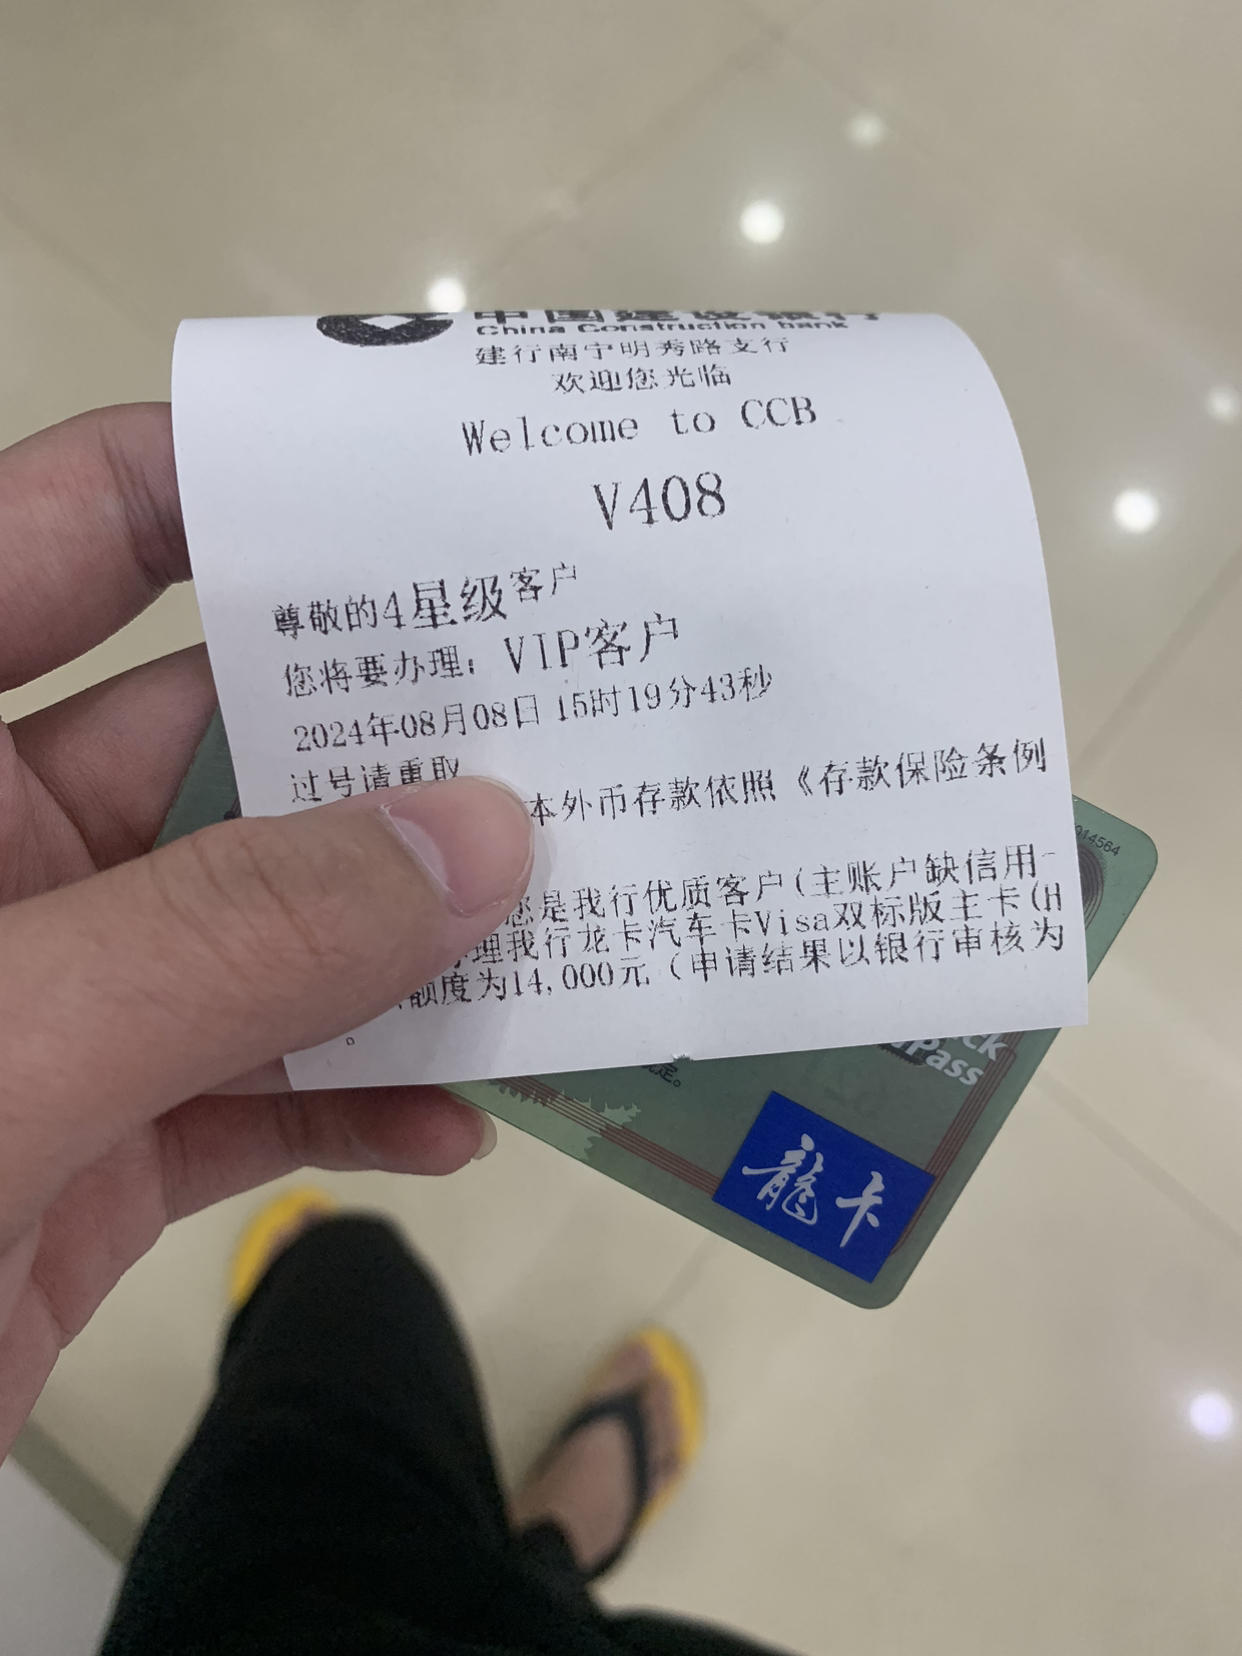 中国建设银行
China Construction bank
建行南宁明秀路支行
欢迎您光临
Welcome to CCB
V408
尊敬的4星级客户
您将要办理：VIP客户
2024年08月08日 15时19分43秒
过号请重取
本外币存款依照《存款保险条例
您是我行优质客户(主账户缺信用
理我行龙卡汽车卡Visa双标版主卡(H
额度为14,000元（申请结果以银行审核为
。
914564
Pass
龍卡